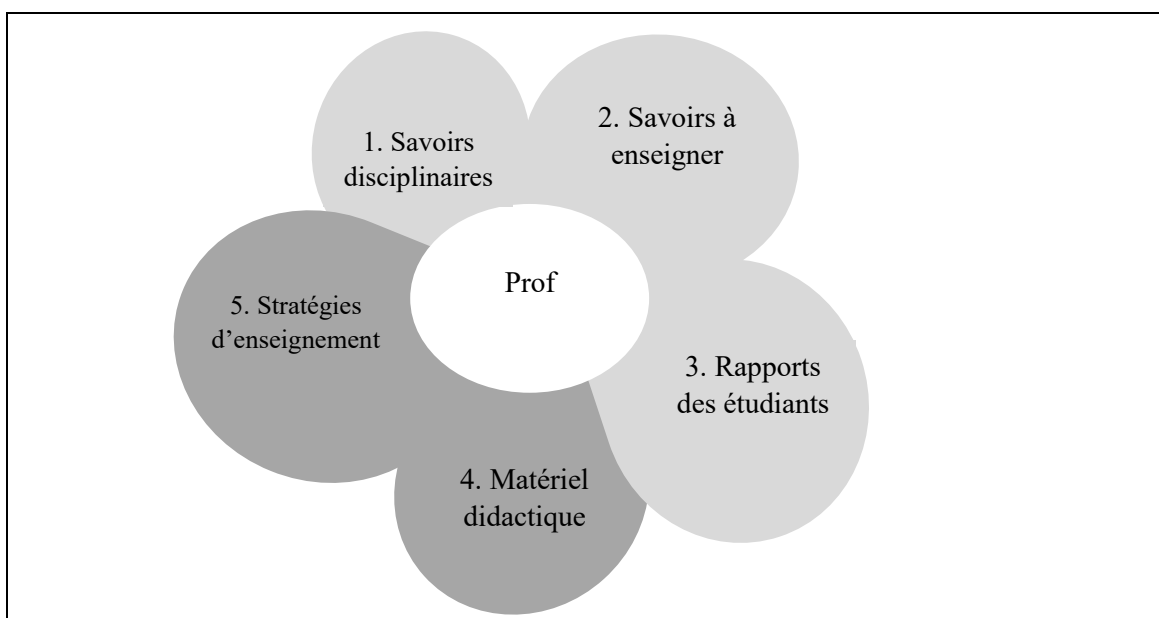 1. Savoirs
disciplinaires
2. Savoirs à
enseigner
Prof
3. Rapports
des étudiants
4. Matériel
didactique
5. Stratégies
d’enseignement